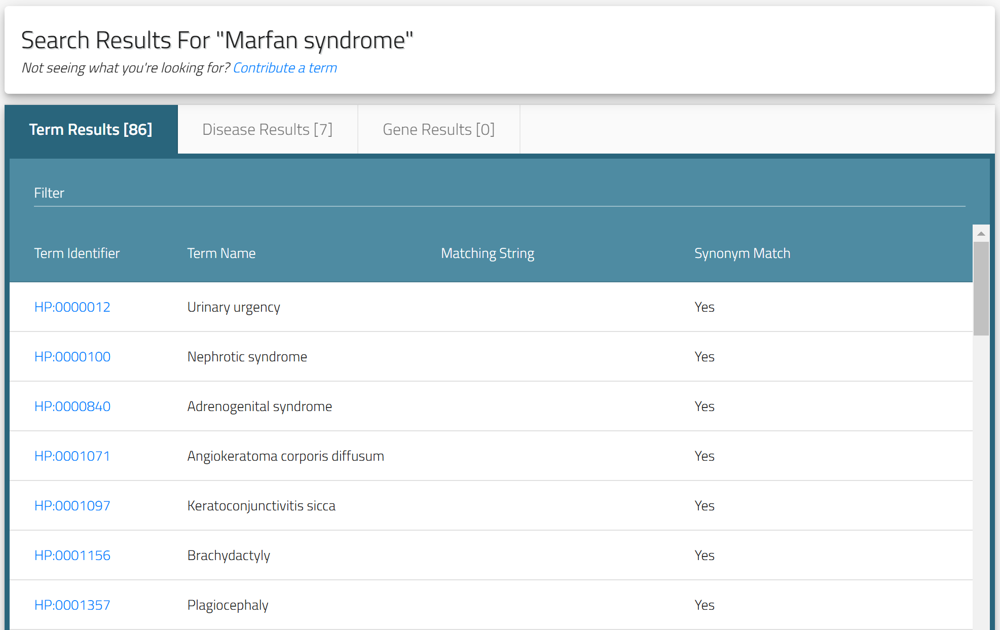 Search Results For "Marfan syndrome"
Not seeing what you're looking for? Contribute a term
Term Results [86] Disease Results [7] Gene Results [0]
Filter
Term Identifier Term Name Matching String Synonym Match
HP:0000012 Urinary urgency Yes
HP:0000100 Nephrotic syndrome Yes
HP:0000840 Adrenogenital syndrome Yes
HP:0001071 Angiokeratoma corporis diffusum Yes
HP:0001097 Keratoconjunctivitis sicca Yes
HP:0001156 Brachydactyly Yes
HP:0001357 Plagiocephaly Yes